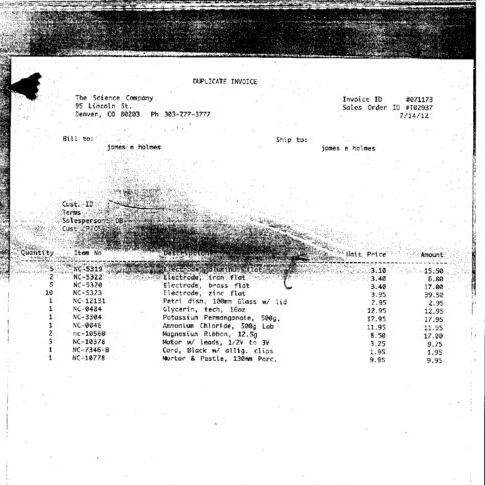 DUPLICATE INVOICE
The Science Company
95 Lincoln St.
Denver, CO 80203 Ph 303-777-3777
Invoice ID #071173
Sales Order ID #T02937
7/14/12
Bill to:
james e holmes
Ship to:
james e holmes
Cust. ID
Terms
Salesperson DB
Cust.
Quantity Item No Description Unit Price Amount
5 NC-5319 Electrode, flat 3.10 15.50
2 NC-5322 Electrode, iron flat 3.40 6.80
5 NC-5320 Electrode, brass flat 3.40 17.00
10 NC-5323 Electrode, zinc flat 3.95 39.50
1 NC-12131 Petri dish, 100mm Glass w/ lid 2.95 2.95
1 NC-0484 Glycerin, tech, 16oz 12.95 12.95
1 NC-3304 Potassium Permanganate, 500g, 17.95 17.95
1 NC-0046 Ammonium Chloride, 500g Lab 11.95 11.95
2 nc-10560 Magnesium Ribbon, 12.5g 8.50 17.00
3 NC-10378 Motor w/ leads, 1/2V to 3V 3.25 9.75
1 NC-7346-B Cord, Black w/ allig. clips 1.95 1.95
1 NC-10778 Mortar & Pestle, 130mm Porc. 9.95 9.95